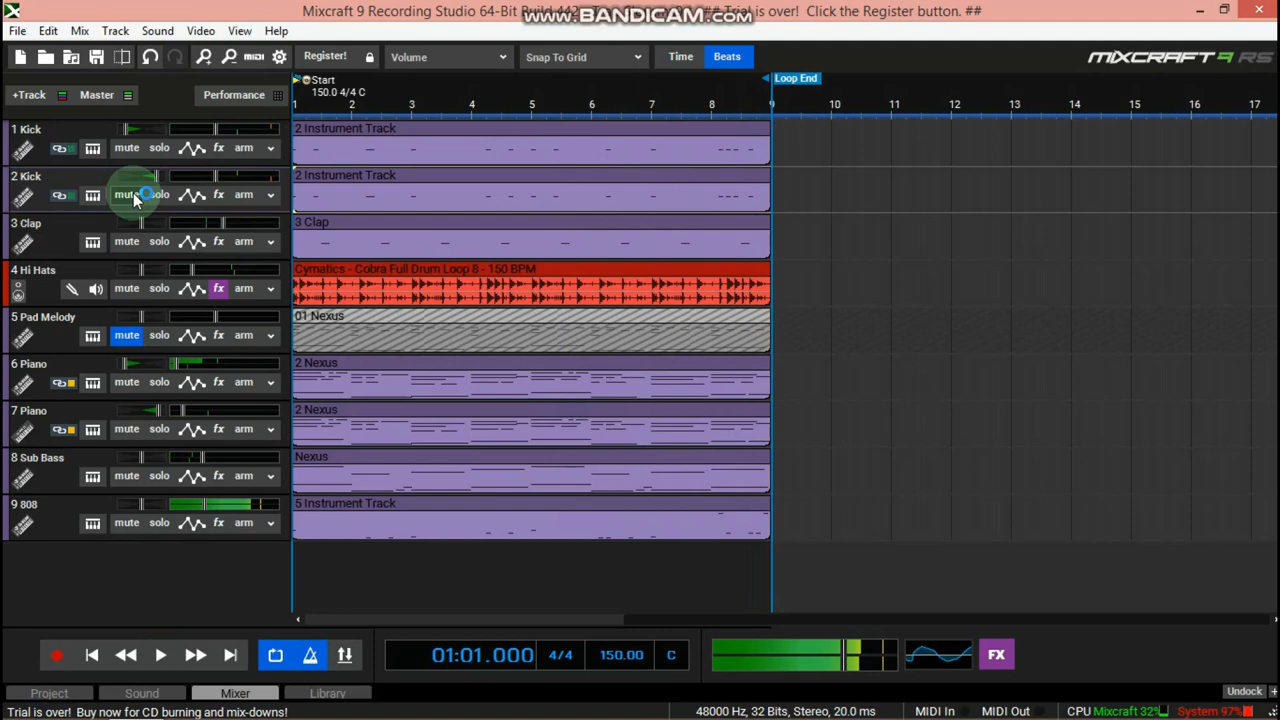 Mixcraft 9 Recording Studio 64-Bit Build 442 ## Trial is over! Click the Register button. ##
www.BANDICAM.com
File Edit Mix Track Sound Video View Help
Register! Volume Snap To Grid Time Beats MIXCRAFT 9 RS
MIDI
Start
Loop End
150.0 4/4 C
+Track Master Performance
1 2 3 4 5 6 7 8 9 10 11 12 13 14 15 16 17
1 Kick 2 Instrument Track
mute solo fx arm
2 Kick 2 Instrument Track
mute solo fx arm
3 Clap 3 Clap
mute solo fx arm
4 Hi Hats Cymatics - Cobra Full Drum Loop 8 - 150 BPM
mute solo fx arm
5 Pad Melody 01 Nexus
mute solo fx arm
6 Piano 2 Nexus
mute solo fx arm
7 Piano 2 Nexus
mute solo fx arm
8 Sub Bass Nexus
mute solo fx arm
9 808 5 Instrument Track
mute solo fx arm
01:01.000 4/4 150.00 C FX
Project Sound Mixer Library Undock
Trial is over! Buy now for CD burning and mix-downs! 48000 Hz, 32 Bits, Stereo, 20.0 ms MIDI In MIDI Out CPU Mixcraft 32% System 97%